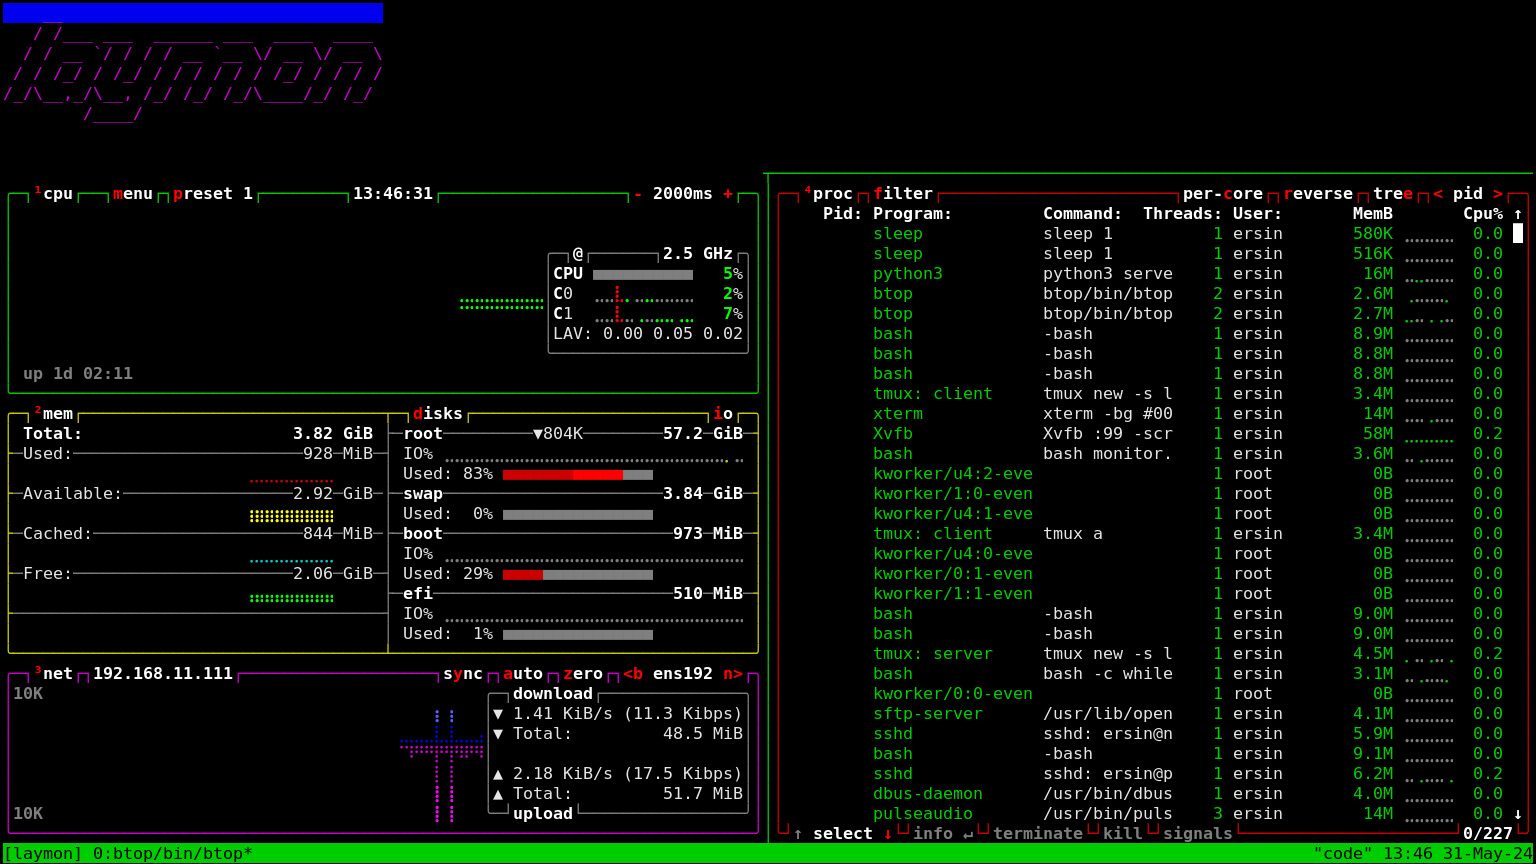 laymon
¹cpu menu preset 1 13:46:31 - 2000ms +
@ 2.5 GHz
CPU 5%
C0 2%
C1 7%
LAV: 0.00 0.05 0.02
up 1d 02:11
²mem
Total: 3.82 GiB
Used: 928 MiB
Available: 2.92 GiB
Cached: 844 MiB
Free: 2.06 GiB
disks io
root ▼804K 57.2 GiB
IO%
Used: 83%
swap 3.84 GiB
Used: 0%
boot 973 MiB
IO%
Used: 29%
efi 510 MiB
IO%
Used: 1%
³net 192.168.11.111 sync auto zero <b ens192 n>
10K
download
▼ 1.41 KiB/s (11.3 Kibps)
▼ Total: 48.5 MiB
▲ 2.18 KiB/s (17.5 Kibps)
▲ Total: 51.7 MiB
upload
10K
⁴proc filter per-core reverse tree < pid >
Pid: Program: Command: Threads: User: MemB Cpu% ↑
sleep sleep 1 1 ersin 580K 0.0
sleep sleep 1 1 ersin 516K 0.0
python3 python3 serve 1 ersin 16M 0.0
btop btop/bin/btop 2 ersin 2.6M 0.0
btop btop/bin/btop 2 ersin 2.7M 0.0
bash -bash 1 ersin 8.9M 0.0
bash -bash 1 ersin 8.8M 0.0
bash -bash 1 ersin 8.8M 0.0
tmux: client tmux new -s l 1 ersin 3.4M 0.0
xterm xterm -bg #00 1 ersin 14M 0.0
Xvfb Xvfb :99 -scr 1 ersin 58M 0.2
bash bash monitor. 1 ersin 3.6M 0.0
kworker/u4:2-eve 1 root 0B 0.0
kworker/1:0-even 1 root 0B 0.0
kworker/u4:1-eve 1 root 0B 0.0
tmux: client tmux a 1 ersin 3.4M 0.0
kworker/u4:0-eve 1 root 0B 0.0
kworker/0:1-even 1 root 0B 0.0
kworker/1:1-even 1 root 0B 0.0
bash -bash 1 ersin 9.0M 0.0
bash -bash 1 ersin 9.0M 0.0
tmux: server tmux new -s l 1 ersin 4.5M 0.2
bash bash -c while 1 ersin 3.1M 0.0
kworker/0:0-even 1 root 0B 0.0
sftp-server /usr/lib/open 1 ersin 4.1M 0.0
sshd sshd: ersin@n 1 ersin 5.9M 0.0
bash -bash 1 ersin 9.1M 0.0
sshd sshd: ersin@p 1 ersin 6.2M 0.2
dbus-daemon /usr/bin/dbus 1 ersin 4.0M 0.0
pulseaudio /usr/bin/puls 3 ersin 14M 0.0 ↓
↑ select ↓ info ↵ terminate kill signals 0/227
[laymon] 0:btop/bin/btop* "code" 13:46 31-May-24